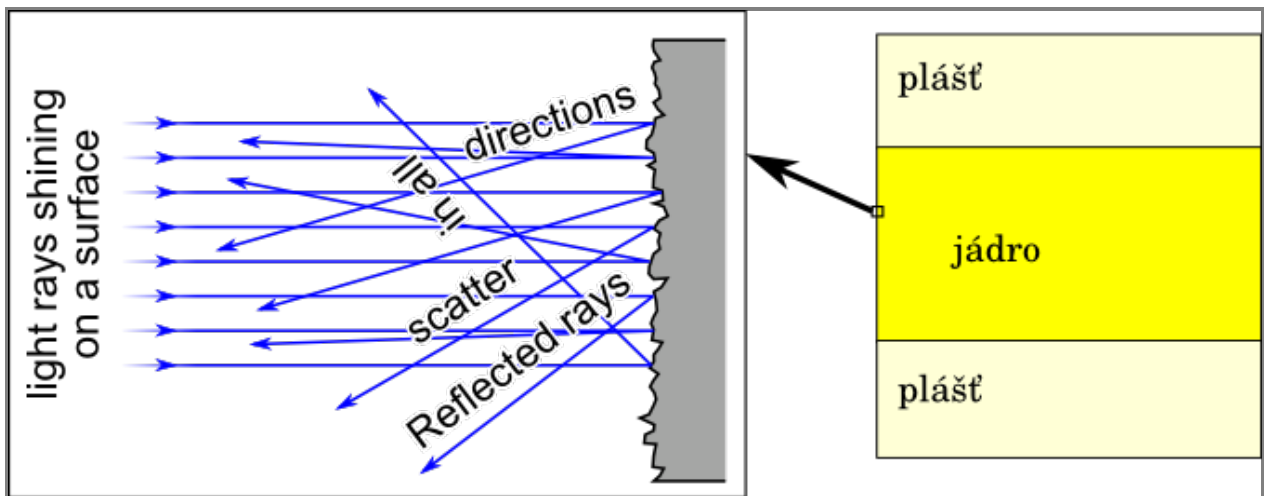 light rays shining
on a surface
Reflected rays
scatter
in all
directions
plášť
jádro
plášť